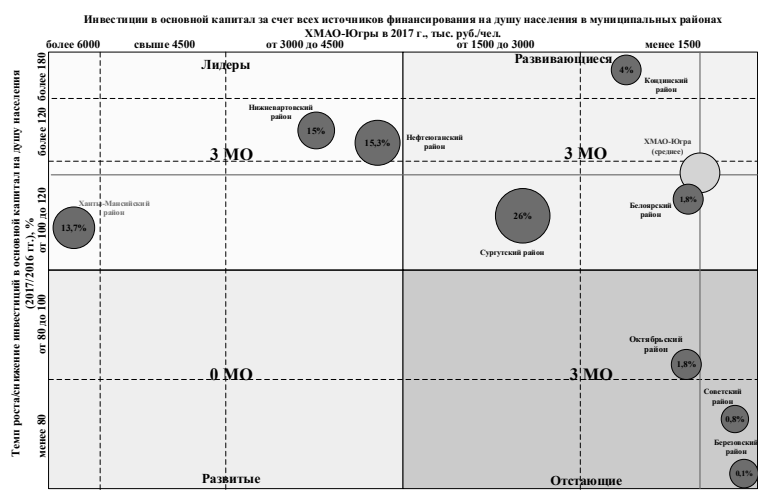 Инвестиции в основной капитал за счет всех источников финансирования на душу населения в муниципальных районах
ХМАО-Югры в 2017 г., тыс. руб./чел.
более 6000
свыше 4500
от 3000 до 4500
от 1500 до 3000
менее 1500
Темп роста/снижение инвестиций в основной капитал на душу населения
(2017/2016 гг.), %
более 180
более 120
от 100 до 120
от 80 до 100
менее 80
Лидеры
Развивающиеся
4%
Кондинский
район
Нижневартовский
район
15%
15,3%
Нефтеюганский
район
3 МО
3 МО
ХМАО-Югра
(среднее)
Ханты-Мансийский
район
13,7%
26%
Сургутский район
1,8%
Белоярский
район
Октябрьский
район
1,8%
0 МО
3 МО
Советский
район
0,8%
Березовский
район
0,1%
Развитые
Отстающие